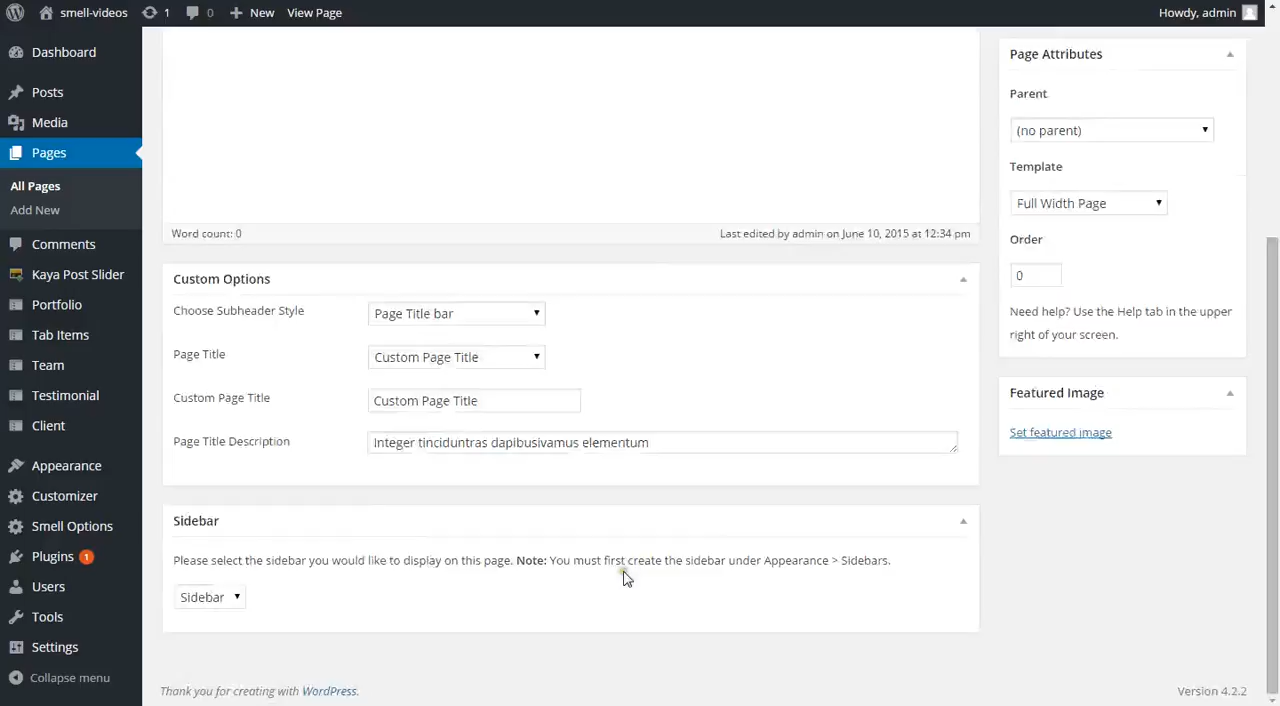 smell-videos 1 0 New View Page Howdy, admin
Dashboard
Posts
Media
Pages
All Pages
Add New
Comments
Kaya Post Slider
Portfolio
Tab Items
Team
Testimonial
Client
Appearance
Customizer
Smell Options
Plugins 1
Users
Tools
Settings
Collapse menu
Word count: 0 Last edited by admin on June 10, 2015 at 12:34 pm
Custom Options
Choose Subheader Style Page Title bar
Page Title Custom Page Title
Custom Page Title Custom Page Title
Page Title Description Integer tinciduntras dapibusivamus elementum
Sidebar
Please select the sidebar you would like to display on this page. Note: You must first create the sidebar under Appearance > Sidebars.
Sidebar
Page Attributes
Parent
(no parent)
Template
Full Width Page
Order
0
Need help? Use the Help tab in the upper
right of your screen.
Featured Image
Set featured image
Thank you for creating with WordPress. Version 4.2.2